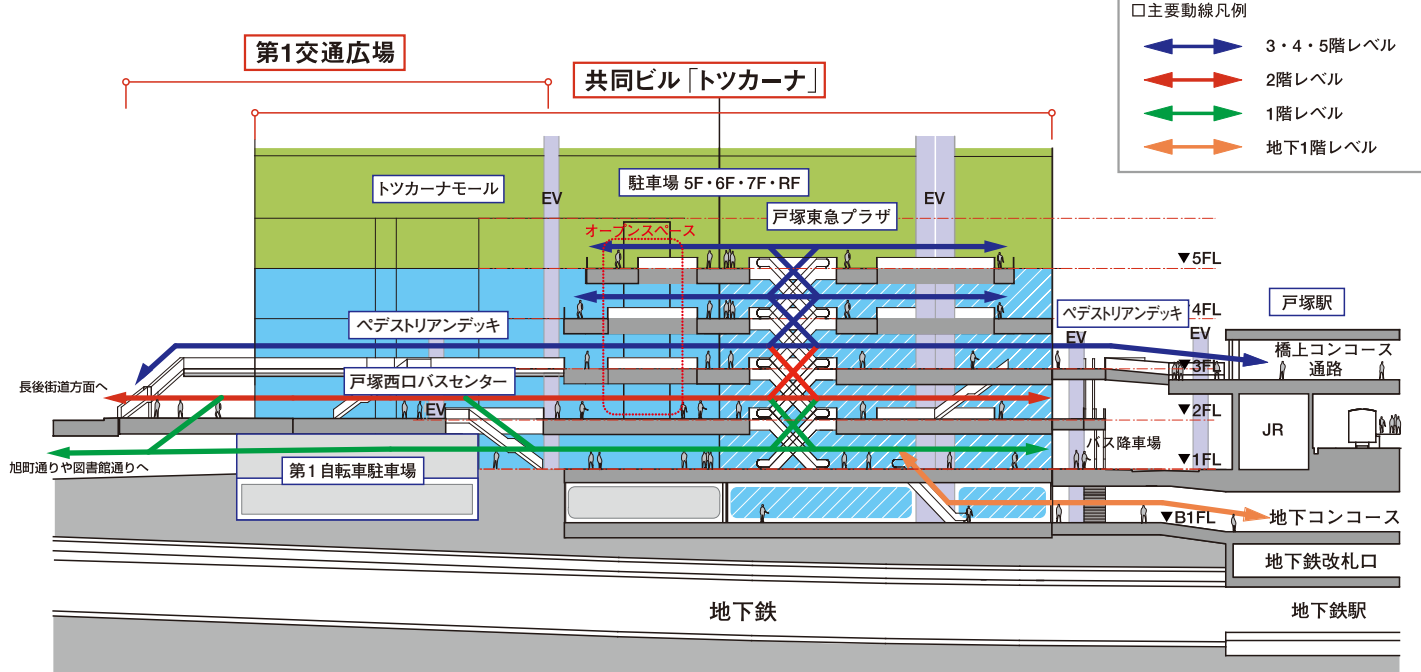 □主要動線凡例
3・4・5階レベル
2階レベル
1階レベル
地下1階レベル
第1交通広場
共同ビル「トツカーナ」
トツカーナモール
EV
駐車場 5F・6F・7F・RF
EV
戸塚東急プラザ
オープンスペース
▼5FL
ペデストリアンデッキ
ペデストリアンデッキ
4FL
戸塚駅
EV
EV
橋上コンコース
通路
▼3FL
長後街道方面へ
戸塚西口バスセンター
EV
▼2FL
JR
バス降車場
旭町通りや図書館通りへ
第1自転車駐車場
▼1FL
▼B1FL
地下コンコース
地下鉄改札口
地下鉄
地下鉄駅